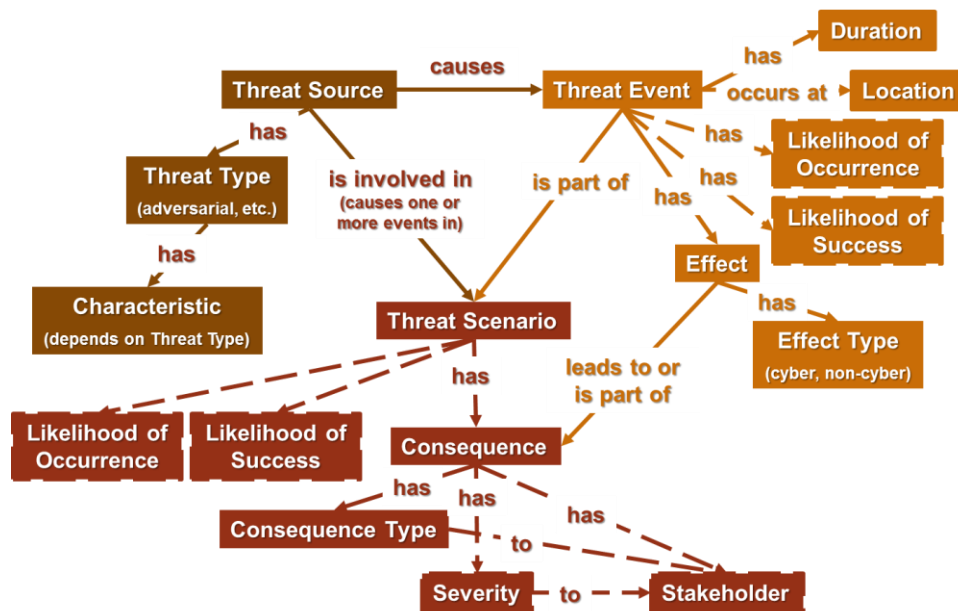 Duration
has
causes
Threat Source
Threat Event
occurs at
Location
has
Threat Type
(adversarial, etc.)
is involved in
(causes one or
more events in)
is part of
has
Likelihood of
Occurrence
has
has
Likelihood of
Success
has
Characteristic
(depends on Threat Type)
Effect
has
Effect Type
(cyber, non-cyber)
Threat Scenario
leads to or
is part of
has
Likelihood of
Occurrence
Likelihood of
Success
Consequence
has
has
has
Consequence Type
to
Severity
to
Stakeholder